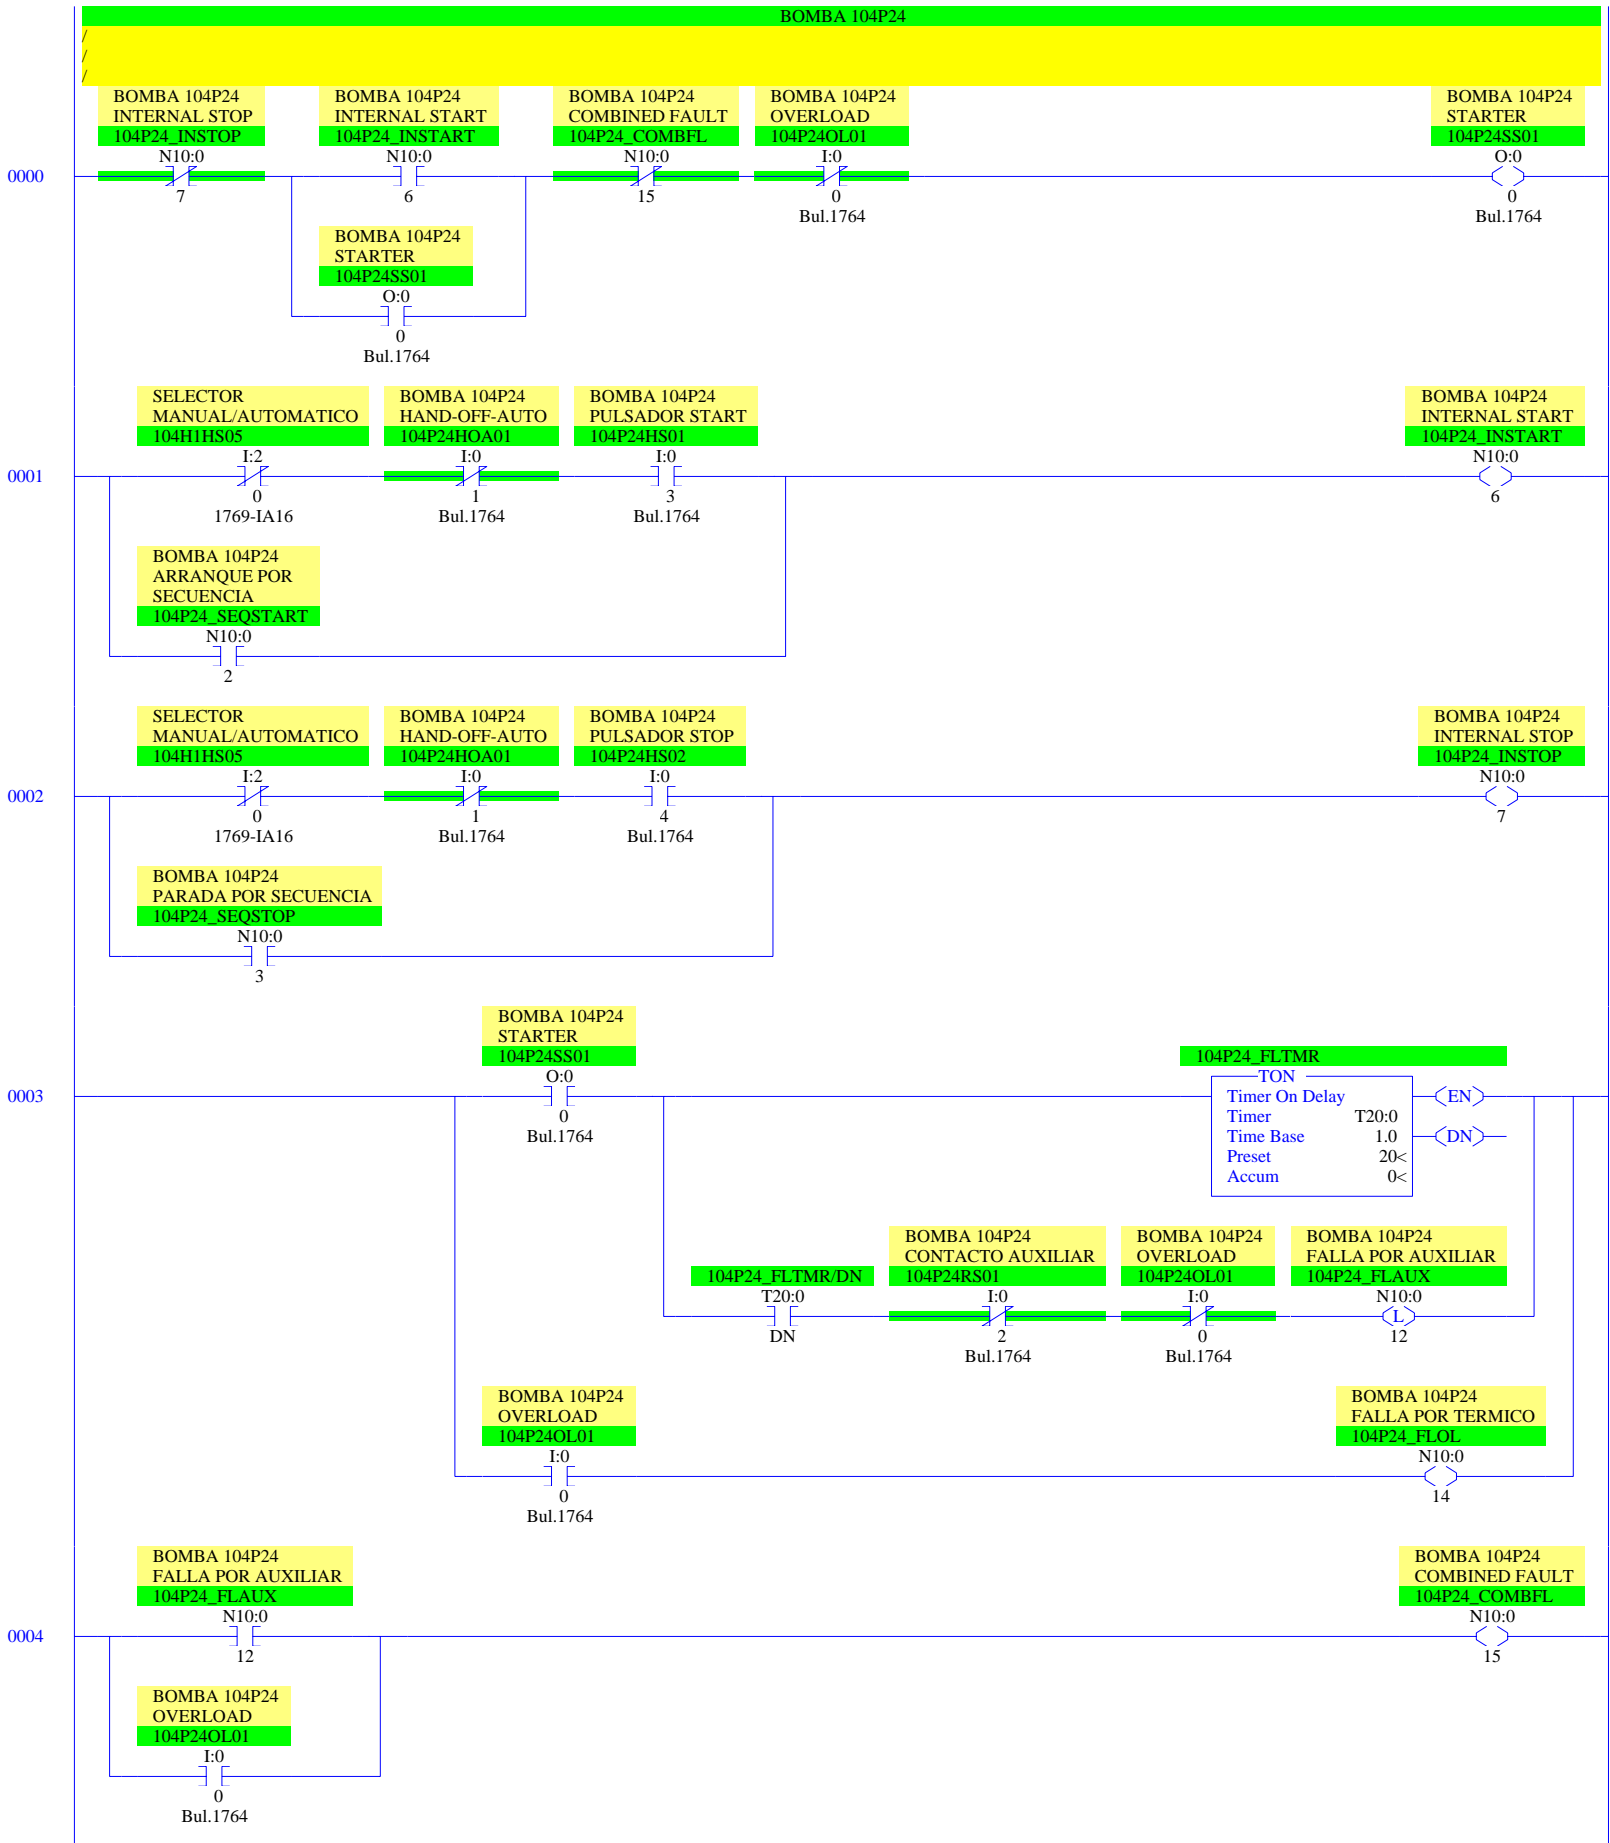 BOMBA 104P24
/
/
/
BOMBA 104P24
INTERNAL STOP
104P24_INSTOP
N10:0
7
BOMBA 104P24
INTERNAL START
104P24_INSTART
N10:0
6
BOMBA 104P24
COMBINED FAULT
104P24_COMBFL
N10:0
15
BOMBA 104P24
OVERLOAD
104P24OL01
I:0
0
Bul.1764
BOMBA 104P24
STARTER
104P24SS01
O:0
0
Bul.1764
0000
BOMBA 104P24
STARTER
104P24SS01
O:0
0
Bul.1764
SELECTOR
MANUAL/AUTOMATICO
104H1HS05
I:2
0
1769-IA16
BOMBA 104P24
HAND-OFF-AUTO
104P24HOA01
I:0
1
Bul.1764
BOMBA 104P24
PULSADOR START
104P24HS01
I:0
3
Bul.1764
BOMBA 104P24
INTERNAL START
104P24_INSTART
N10:0
6
0001
BOMBA 104P24
ARRANQUE POR
SECUENCIA
104P24_SEQSTART
N10:0
2
SELECTOR
MANUAL/AUTOMATICO
104H1HS05
I:2
0
1769-IA16
BOMBA 104P24
HAND-OFF-AUTO
104P24HOA01
I:0
1
Bul.1764
BOMBA 104P24
PULSADOR STOP
104P24HS02
I:0
4
Bul.1764
BOMBA 104P24
INTERNAL STOP
104P24_INSTOP
N10:0
7
0002
BOMBA 104P24
PARADA POR SECUENCIA
104P24_SEQSTOP
N10:0
3
BOMBA 104P24
STARTER
104P24SS01
O:0
0
Bul.1764
0003
104P24_FLTMR
TON
Timer On Delay
Timer T20:0
Time Base 1.0
Preset 20<
Accum 0<
EN
DN
104P24_FLTMR/DN
T20:0
DN
BOMBA 104P24
CONTACTO AUXILIAR
104P24RS01
I:0
2
Bul.1764
BOMBA 104P24
OVERLOAD
104P24OL01
I:0
0
Bul.1764
BOMBA 104P24
FALLA POR AUXILIAR
104P24_FLAUX
N10:0
L
12
BOMBA 104P24
OVERLOAD
104P24OL01
I:0
0
Bul.1764
BOMBA 104P24
FALLA POR TERMICO
104P24_FLOL
N10:0
14
BOMBA 104P24
FALLA POR AUXILIAR
104P24_FLAUX
N10:0
12
BOMBA 104P24
COMBINED FAULT
104P24_COMBFL
N10:0
15
0004
BOMBA 104P24
OVERLOAD
104P24OL01
I:0
0
Bul.1764